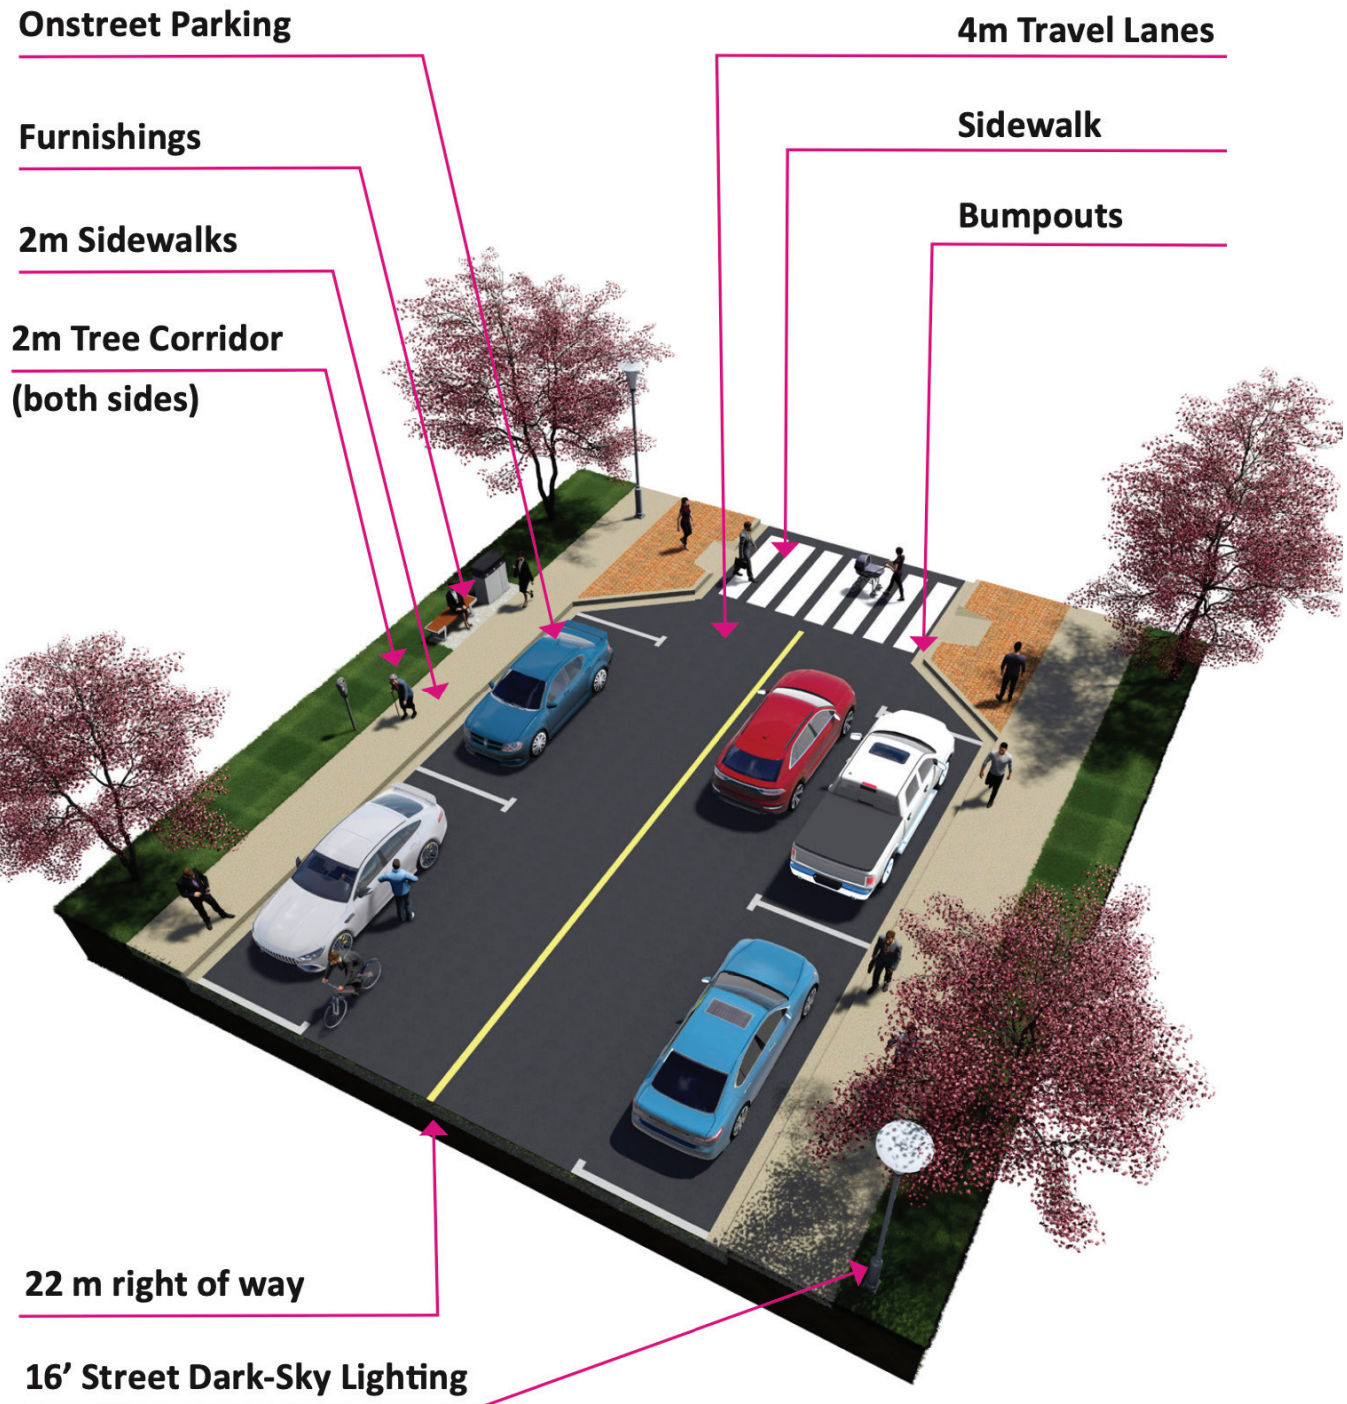 Onstreet Parking
4m Travel Lanes
Furnishings
Sidewalk
2m Sidewalks
Bumpouts
2m Tree Corridor
(both sides)
22 m right of way
16’ Street Dark-Sky Lighting